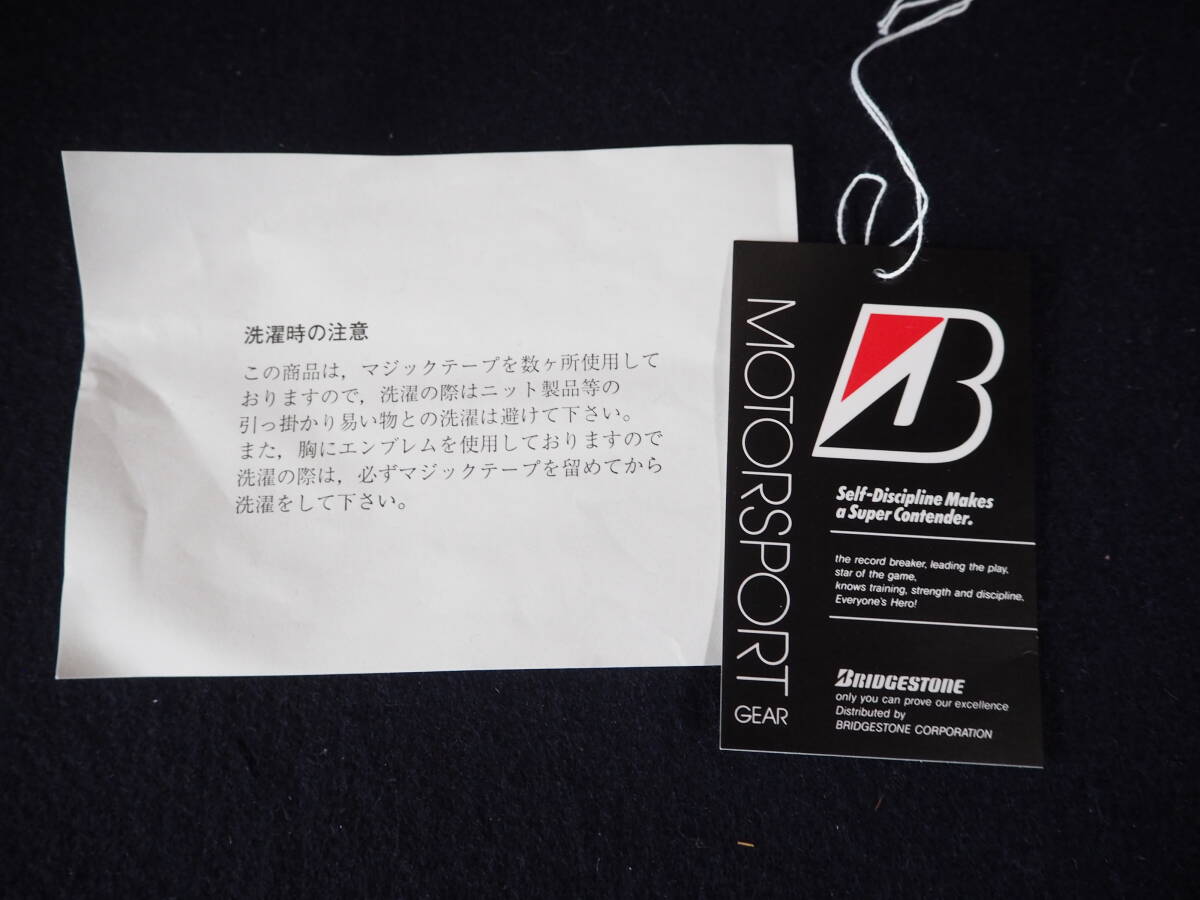 洗濯時の注意
この商品は，マジックテープを数ヶ所使用して
おりますので，洗濯の際はニット製品等の
引っ掛かり易い物との洗濯は避けて下さい。
また，胸にエンブレムを使用しておりますので
洗濯の際は，必ずマジックテープを留めてから
洗濯をして下さい。
MOTORSPORT
GEAR
B
Self-Discipline Makes
a Super Contender.
the record breaker, leading the play,
star of the game,
knows training, strength and discipline,
Everyone's Hero!
BRIDGESTONE
only you can prove our excellence
Distributed by
BRIDGESTONE CORPORATION